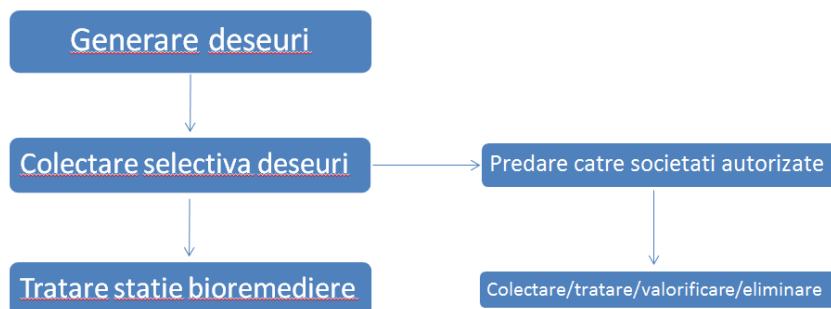 Generare deseuri
Colectare selectiva deseuri
Predare catre societati autorizate
Tratare statie bioremediere
Colectare/tratare/valorificare/eliminare